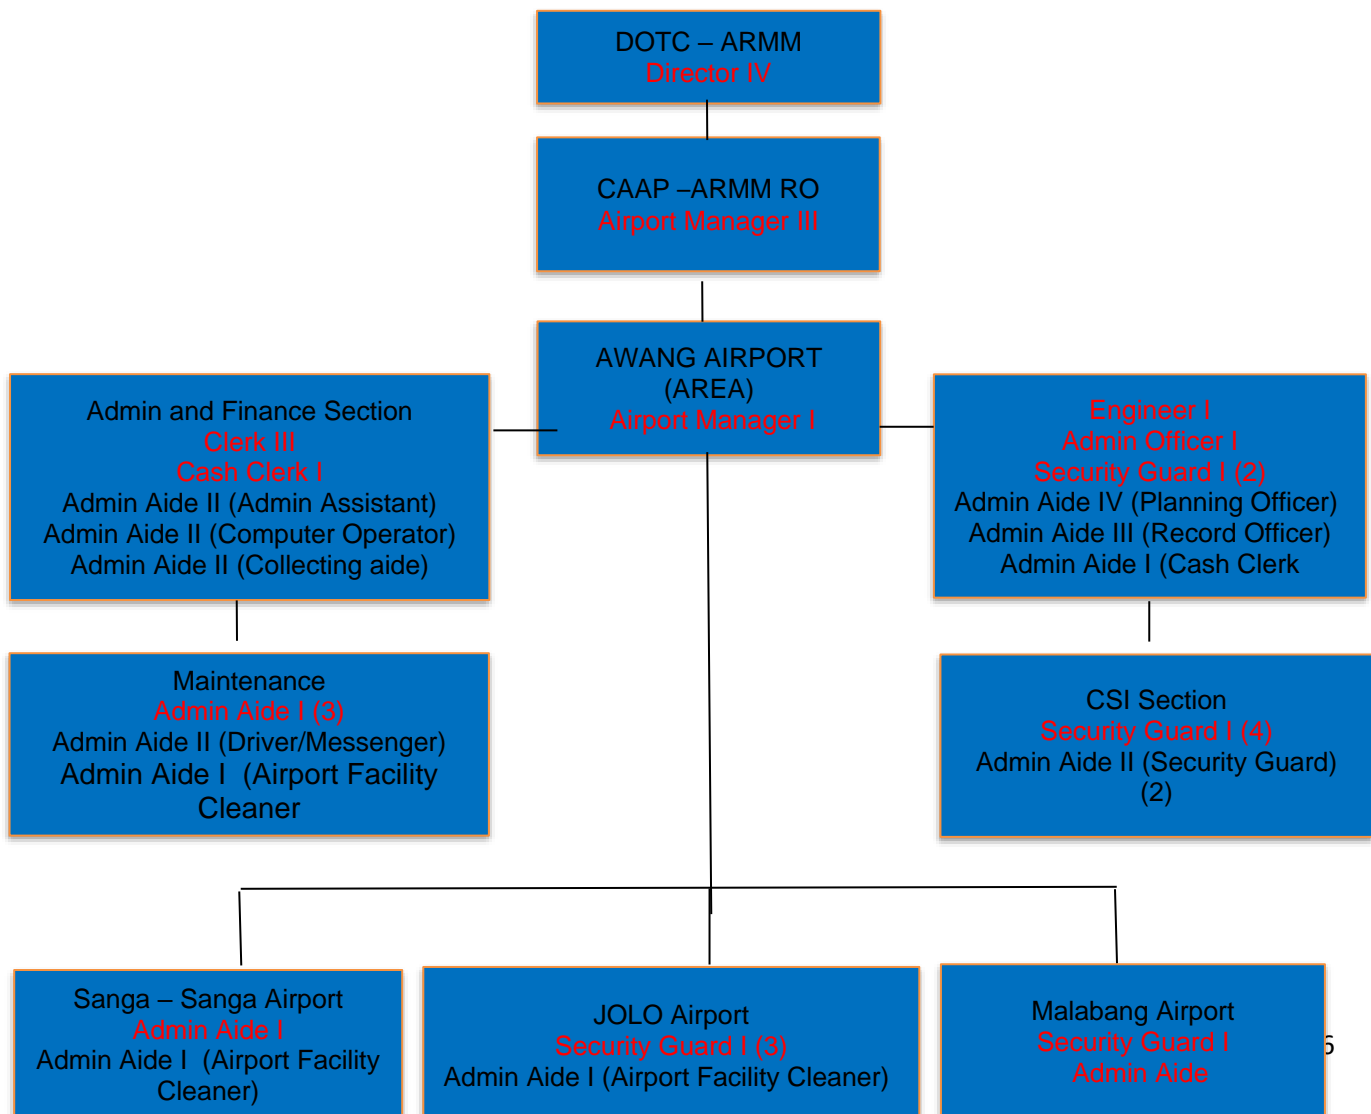 DOTC – ARMM
Director IV
CAAP –ARMM RO
Airport Manager III
AWANG AIRPORT
(AREA)
Airport Manager I
Admin and Finance Section
Clerk III
Cash Clerk I
Admin Aide II (Admin Assistant)
Admin Aide II (Computer Operator)
Admin Aide II (Collecting aide)
Engineer I
Admin Officer I
Security Guard I (2)
Admin Aide IV (Planning Officer)
Admin Aide III (Record Officer)
Admin Aide I (Cash Clerk
Maintenance
Admin Aide I (3)
Admin Aide II (Driver/Messenger)
Admin Aide I  (Airport Facility
Cleaner
CSI Section
Security Guard I (4)
Admin Aide II (Security Guard)
(2)
Sanga – Sanga Airport
Admin Aide I
Admin Aide I  (Airport Facility
Cleaner)
JOLO Airport
Security Guard I (3)
Admin Aide I (Airport Facility Cleaner)
Malabang Airport
Security Guard I
Admin Aide